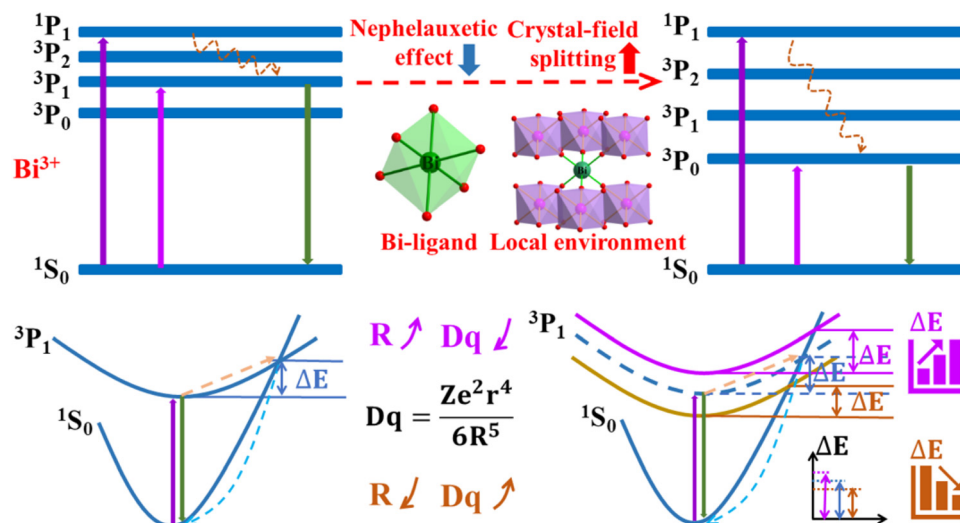 ¹P₁
³P₂
³P₁
³P₀
Bi³⁺
¹S₀
Nephelauxetic
effect
Crystal-field
splitting
Bi
Bi-ligand
Bi
Local environment
¹P₁
³P₂
³P₁
³P₀
¹S₀
³P₁
¹S₀
ΔE
R Dq
Dq = Ze²r⁴ / 6R⁵
R Dq
³P₁
¹S₀
ΔE
ΔE
ΔE
ΔE
ΔE
ΔE